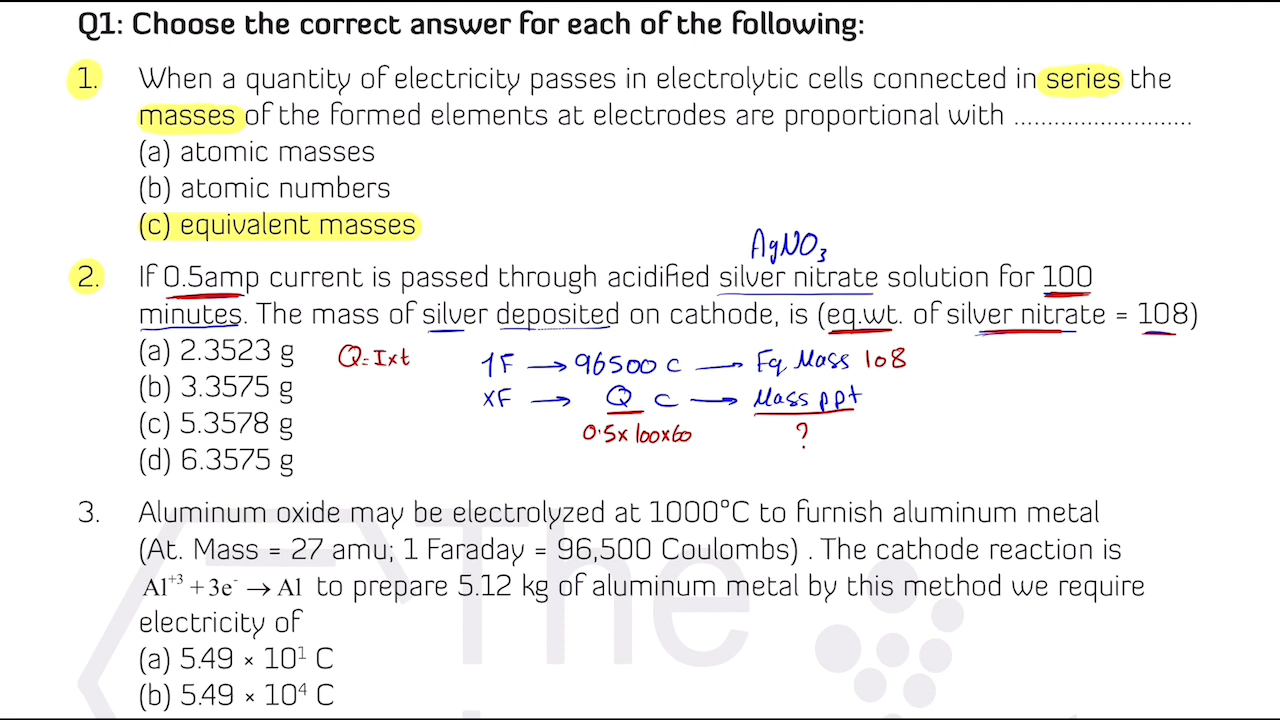 Q1: Choose the correct answer for each of the following:
1. When a quantity of electricity passes in electrolytic cells connected in series the
masses of the formed elements at electrodes are proportional with ...........................
(a) atomic masses
(b) atomic numbers
(c) equivalent masses
AgNO₃
2. If 0.5amp current is passed through acidified silver nitrate solution for 100
minutes. The mass of silver deposited on cathode, is (eq.wt. of silver nitrate = 108)
(a) 2.3523 g
Q=I×t
1F → 96500 C → Eq Mass 108
(b) 3.3575 g
XF → Q C → Mass ppt
(c) 5.3578 g
0.5×100×60
?
(d) 6.3575 g
3. Aluminum oxide may be electrolyzed at 1000°C to furnish aluminum metal
(At. Mass = 27 amu; 1 Faraday = 96,500 Coulombs) . The cathode reaction is
Al⁺³ + 3e⁻ → Al to prepare 5.12 kg of aluminum metal by this method we require
electricity of
(a) 5.49 × 10¹ C
(b) 5.49 × 10⁴ C
The